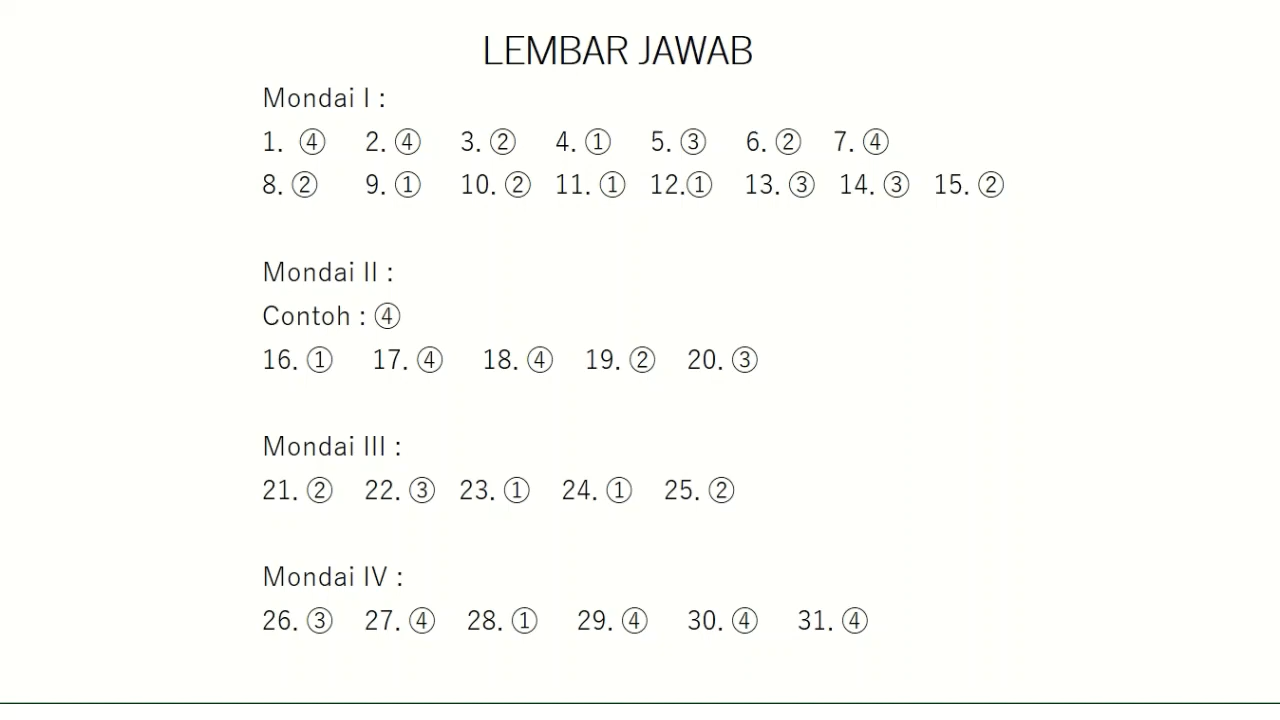 LEMBAR JAWAB
Mondai I :
1. ④ 2. ④ 3. ② 4. ① 5. ③ 6. ② 7. ④
8. ② 9. ① 10. ② 11. ① 12.① 13. ③ 14. ③ 15. ②
Mondai II :
Contoh : ④
16. ① 17. ④ 18. ④ 19. ② 20. ③
Mondai III :
21. ② 22. ③ 23. ① 24. ① 25. ②
Mondai IV :
26. ③ 27. ④ 28. ① 29. ④ 30. ④ 31. ④